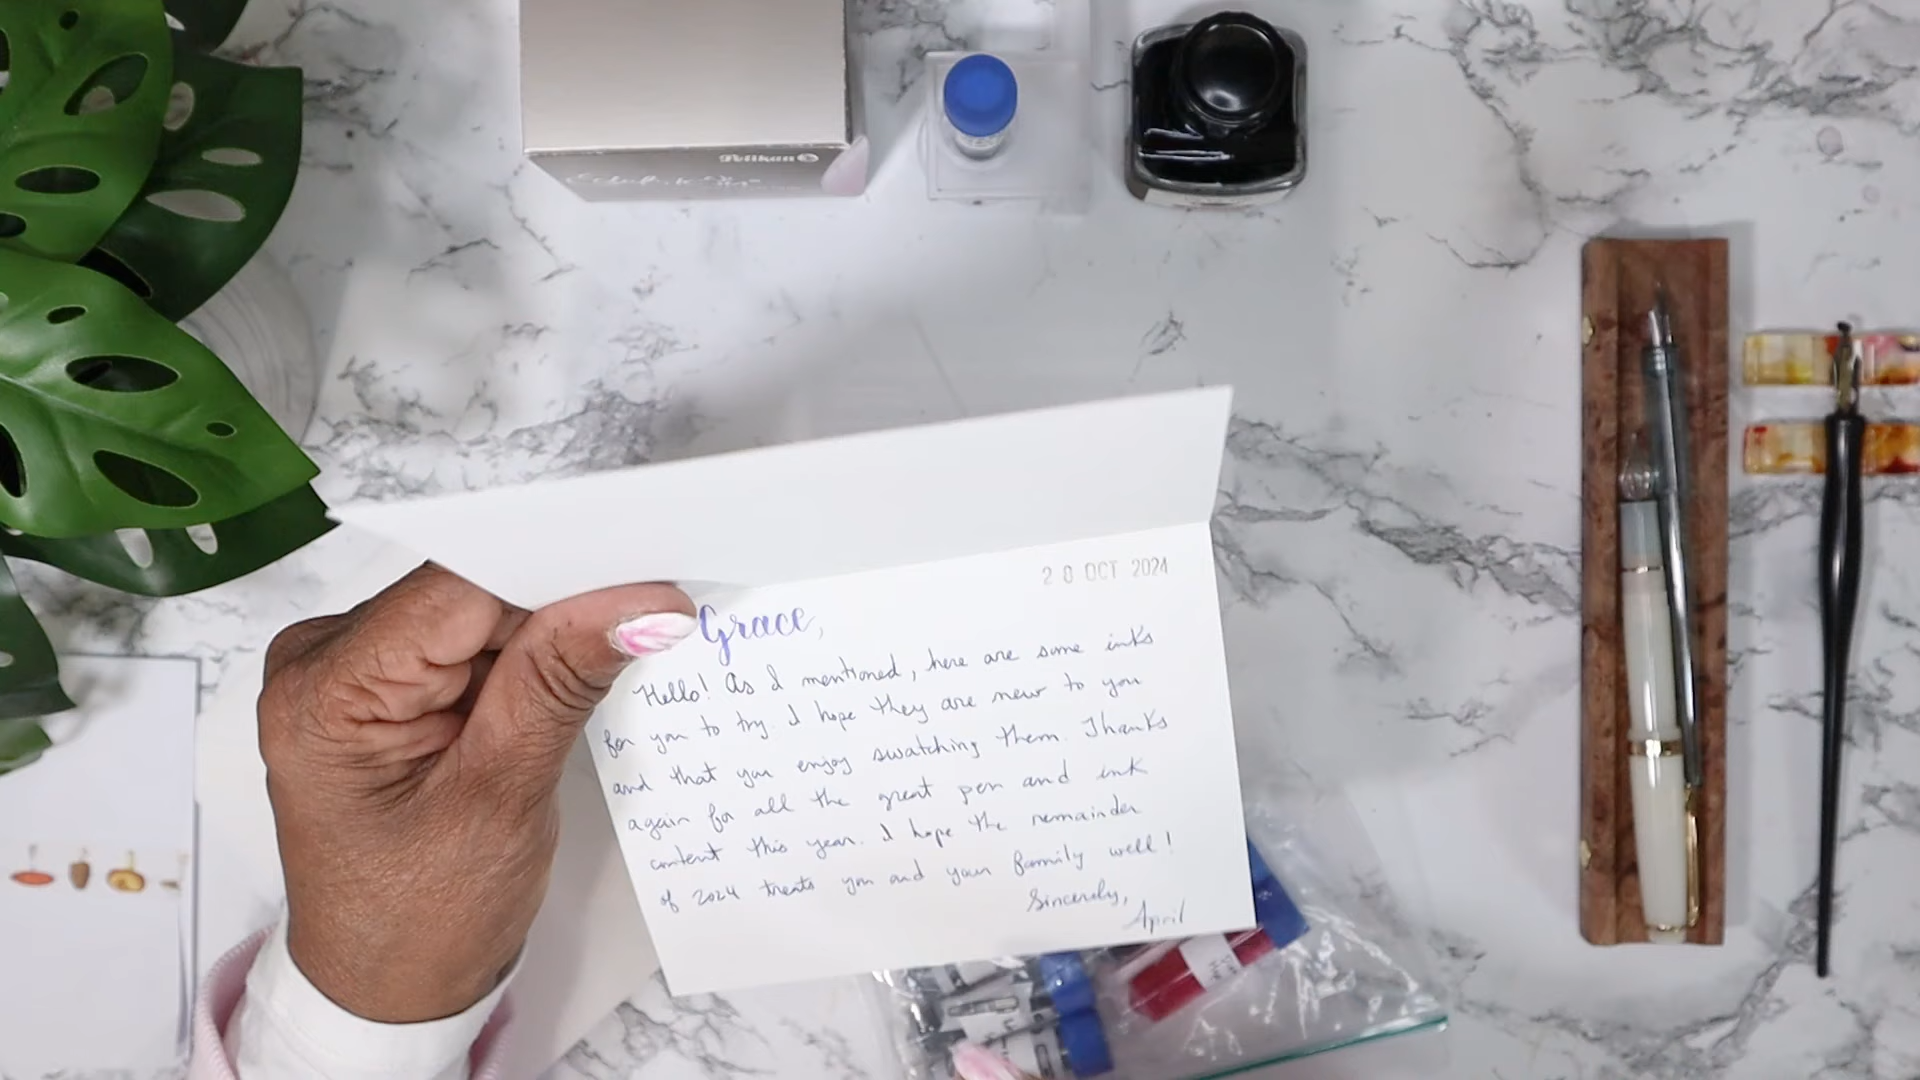 Pelikan
20 OCT 2024
Grace,
Hello! As I mentioned, here are some inks
for you to try. I hope they are new to you
and that you enjoy swatching them. Thanks
again for all the great pen and ink
content this year. I hope the remainder
of 2024 treats you and your family well!
Sincerely,
April